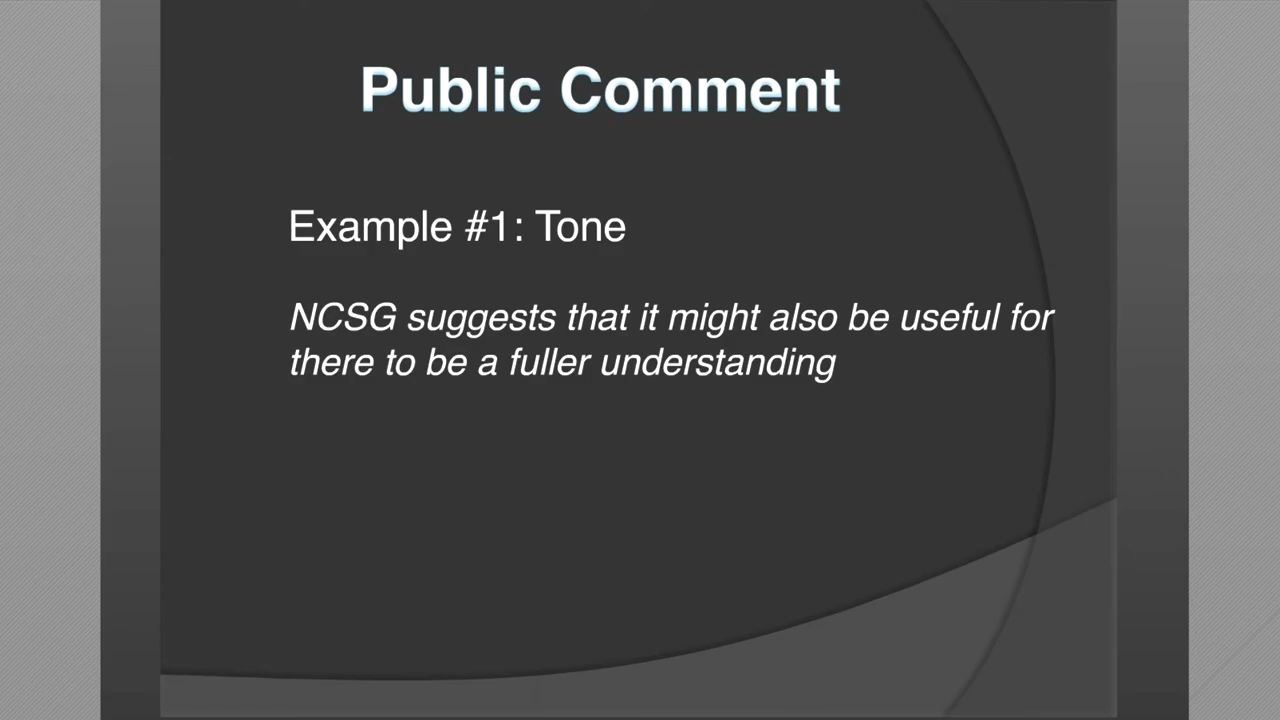 Public Comment
Example #1: Tone
NCSG suggests that it might also be useful for
there to be a fuller understanding